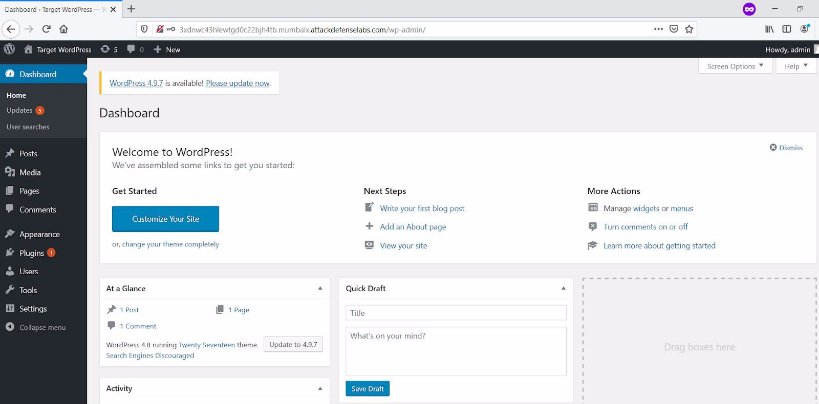 Dashboard ‹ Target WordPress — W
3xdnwc43hlewfgd0c22bjh4tb.mumbaix.attackdefenselabs.com/wp-admin/
Target WordPress 5 0 New
Howdy, admin
Dashboard
Home
Updates 5
User searches
Posts
Media
Pages
Comments
Appearance
Plugins 1
Users
Tools
Settings
Collapse menu
Screen Options
Help
WordPress 4.9.7 is available! Please update now.
Dashboard
Welcome to WordPress!
We've assembled some links to get you started:
Dismiss
Get Started
Customize Your Site
or, change your theme completely
Next Steps
Write your first blog post
Add an About page
View your site
More Actions
Manage widgets or menus
Turn comments on or off
Learn more about getting started
At a Glance
1 Post
1 Page
1 Comment
WordPress 4.8 running Twenty Seventeen theme.
Update to 4.9.7
Search Engines Discouraged
Activity
Quick Draft
Title
What's on your mind?
Save Draft
Drag boxes here